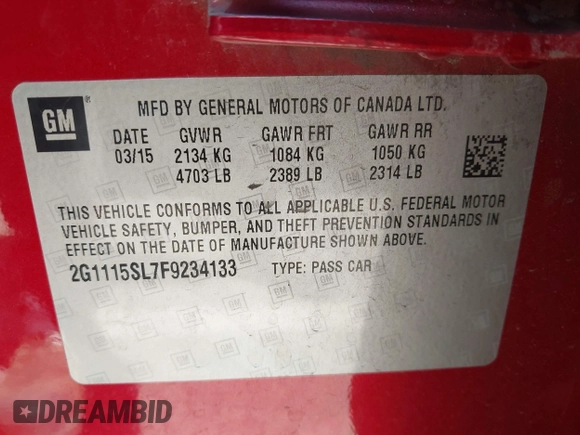 GM
MFD BY GENERAL MOTORS OF CANADA LTD.
DATE GVWR GAWR FRT GAWR RR
03/15 2134 KG 1084 KG 1050 KG
4703 LB 2389 LB 2314 LB
THIS VEHICLE CONFORMS TO ALL APPLICABLE U.S. FEDERAL MOTOR
VEHICLE SAFETY, BUMPER, AND THEFT PREVENTION STANDARDS IN
EFFECT ON THE DATE OF MANUFACTURE SHOWN ABOVE.
2G1115SL7F9234133 TYPE: PASS CAR
DREAMBID